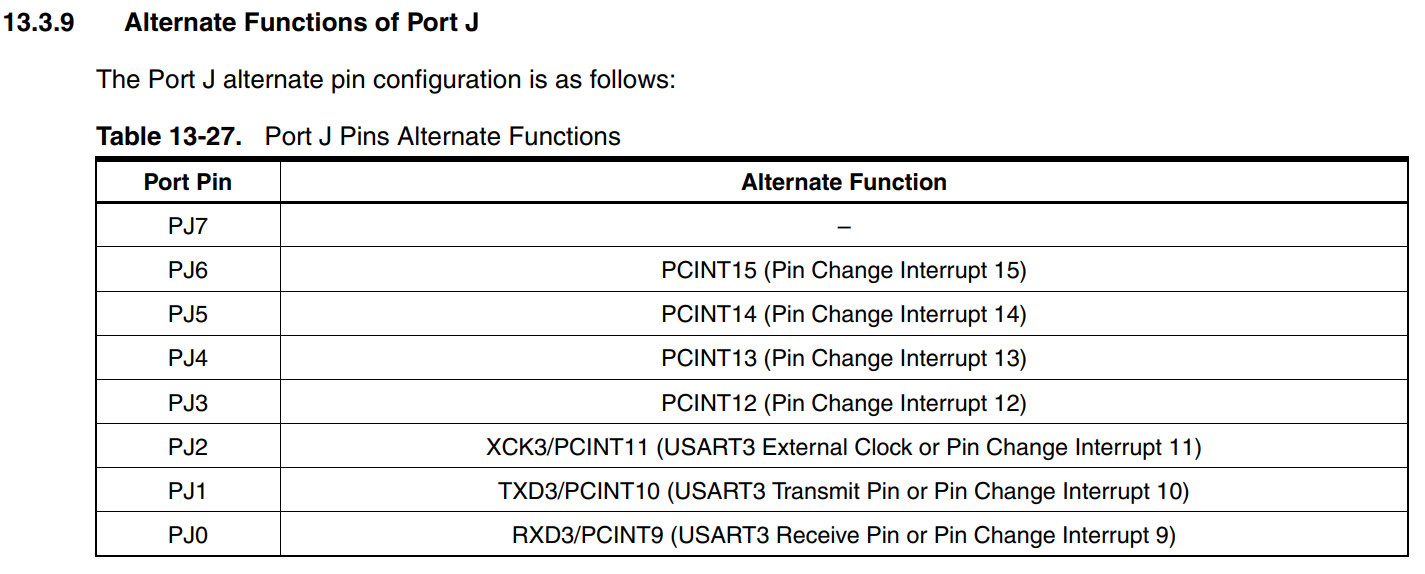 13.3.9 Alternate Functions of Port J
The Port J alternate pin configuration is as follows:
Table 13-27. Port J Pins Alternate Functions
Port Pin Alternate Function
PJ7 –
PJ6 PCINT15 (Pin Change Interrupt 15)
PJ5 PCINT14 (Pin Change Interrupt 14)
PJ4 PCINT13 (Pin Change Interrupt 13)
PJ3 PCINT12 (Pin Change Interrupt 12)
PJ2 XCK3/PCINT11 (USART3 External Clock or Pin Change Interrupt 11)
PJ1 TXD3/PCINT10 (USART3 Transmit Pin or Pin Change Interrupt 10)
PJ0 RXD3/PCINT9 (USART3 Receive Pin or Pin Change Interrupt 9)